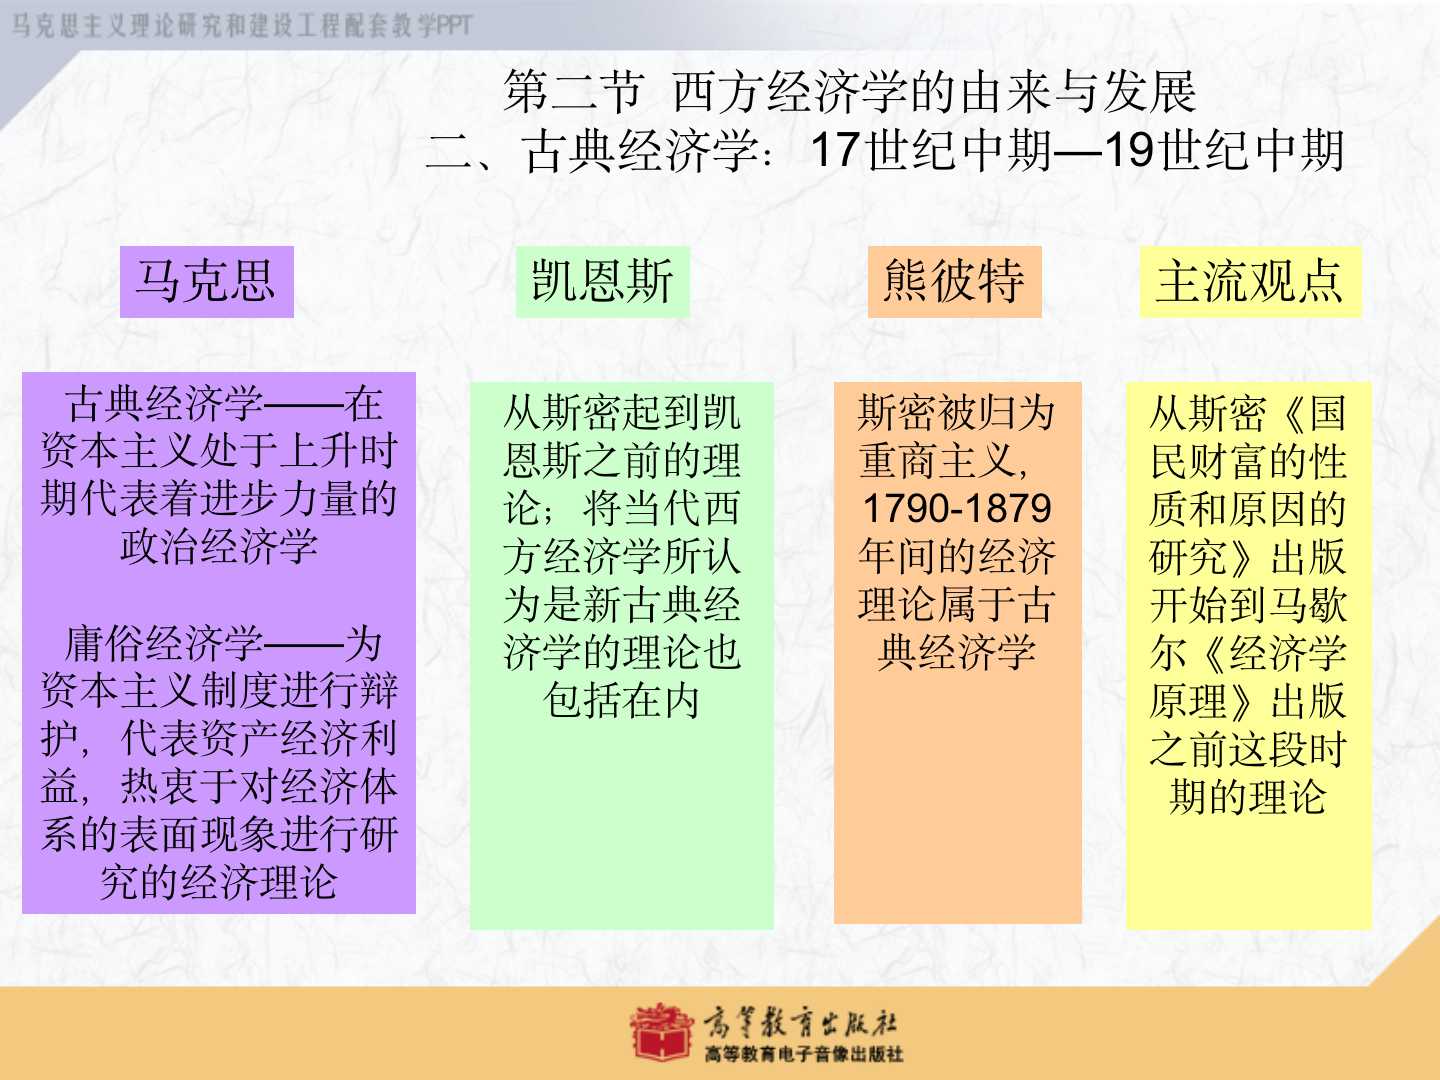 马克思主义理论研究和建设工程配套教学PPT
第二节 西方经济学的由来与发展
二、古典经济学：17世纪中期—19世纪中期
马克思
古典经济学——在
资本主义处于上升时
期代表着进步力量的
政治经济学
庸俗经济学——为
资本主义制度进行辩
护，代表资产经济利
益，热衷于对经济体
系的表面现象进行研
究的经济理论
凯恩斯
从斯密起到凯
恩斯之前的理
论；将当代西
方经济学所认
为是新古典经
济学的理论也
包括在内
熊彼特
斯密被归为
重商主义，
1790-1879
年间的经济
理论属于古
典经济学
主流观点
从斯密《国
民财富的性
质和原因的
研究》出版
开始到马歇
尔《经济学
原理》出版
之前这段时
期的理论
高等教育出版社
高等教育电子音像出版社